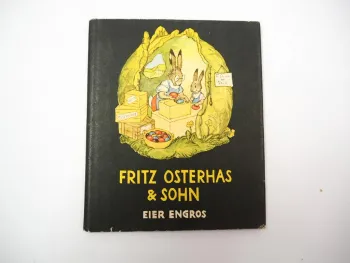 FRITZ OSTERHAS
& SOHN
EIER ENGROS